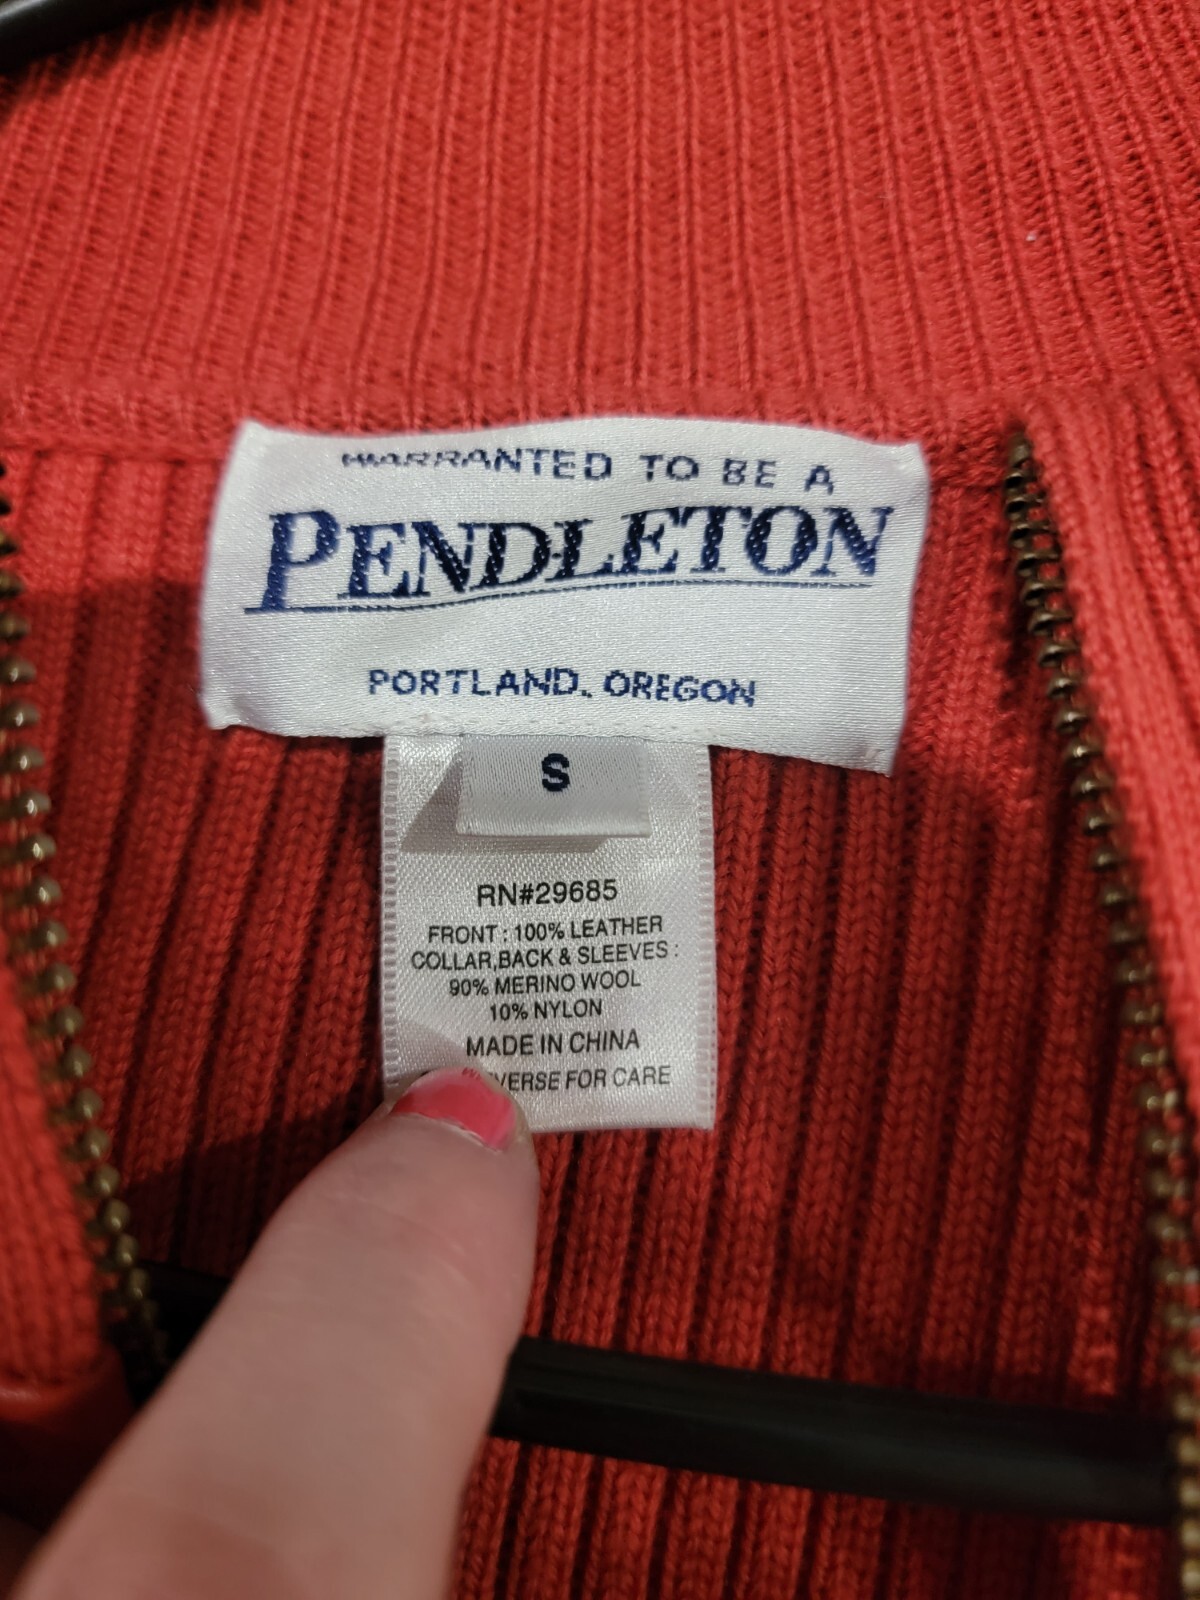 WARRANTED TO BE A
PENDLETON
PORTLAND, OREGON
S
RN#29685
FRONT : 100% LEATHER
COLLAR,BACK & SLEEVES :
90% MERINO WOOL
10% NYLON
MADE IN CHINA
FOR CARE